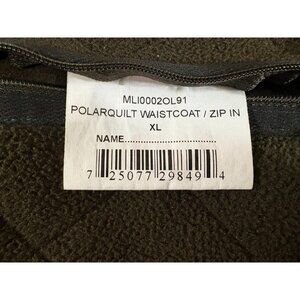 MLI0002OL91
POLARQUILT WAISTCOAT / ZIP IN
XL
NAME............................
7 25077 29849 4